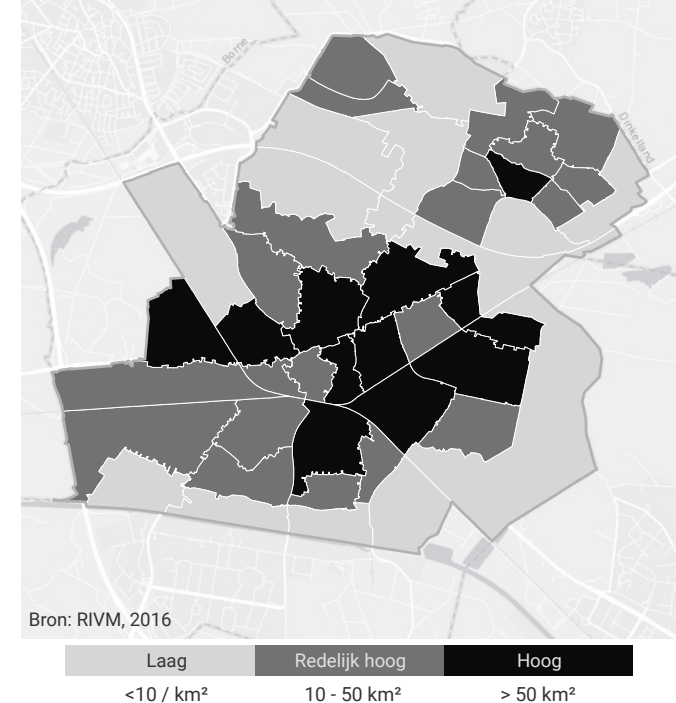 Borne
Dinkelland
Bron: RIVM, 2016
Laag Redelijk hoog Hoog
<10 / km² 10 - 50 km² > 50 km²